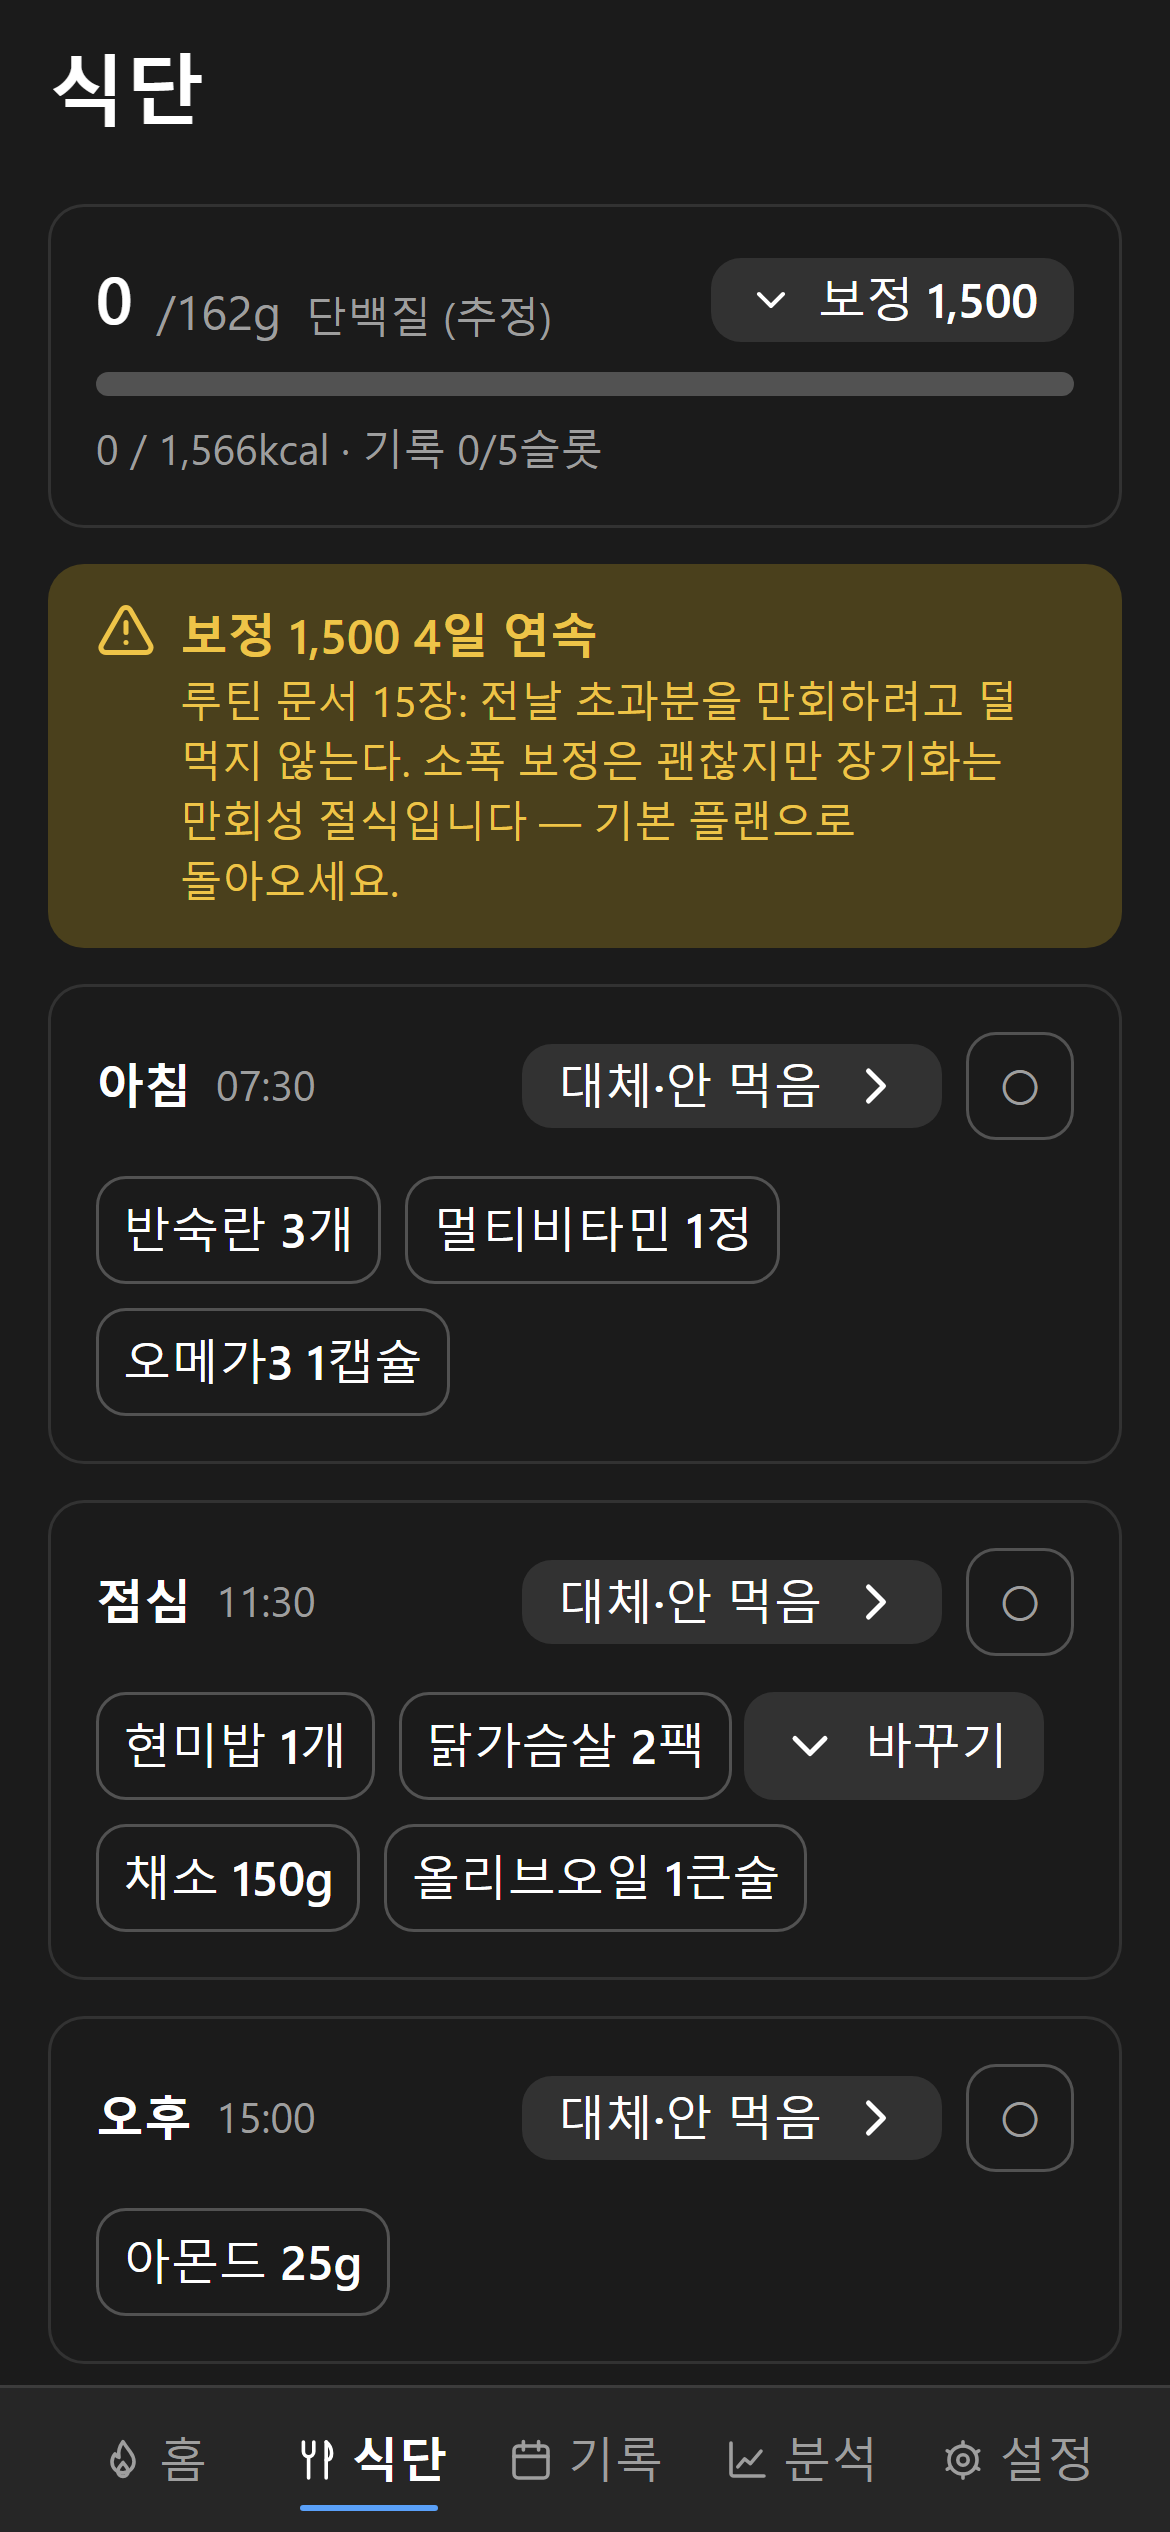 식단
0 /162g 단백질 (추정)
보정 1,500
0 / 1,566kcal · 기록 0/5슬롯
보정 1,500 4일 연속
루틴 문서 15장: 전날 초과분을 만회하려고 덜
먹지 않는다. 소폭 보정은 괜찮지만 장기화는
만회성 절식입니다 — 기본 플랜으로
돌아오세요.
아침 07:30 대체·안 먹음
반숙란 3개 멀티비타민 1정
오메가3 1캡슐
점심 11:30 대체·안 먹음
현미밥 1개 닭가슴살 2팩 바꾸기
채소 150g 올리브오일 1큰술
오후 15:00 대체·안 먹음
아몬드 25g
홈 식단 기록 분석 설정